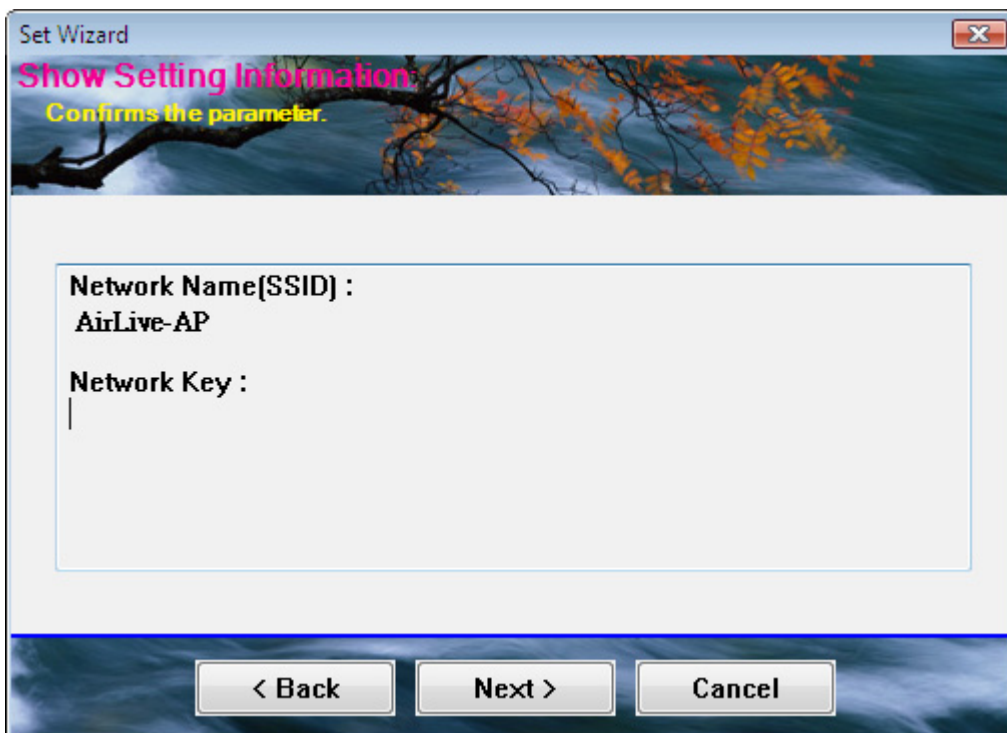 Set Wizard
Show Setting Information:
Confirms the parameter.
Network Name(SSID) :
AirLive-AP
Network Key :
< Back
Next >
Cancel